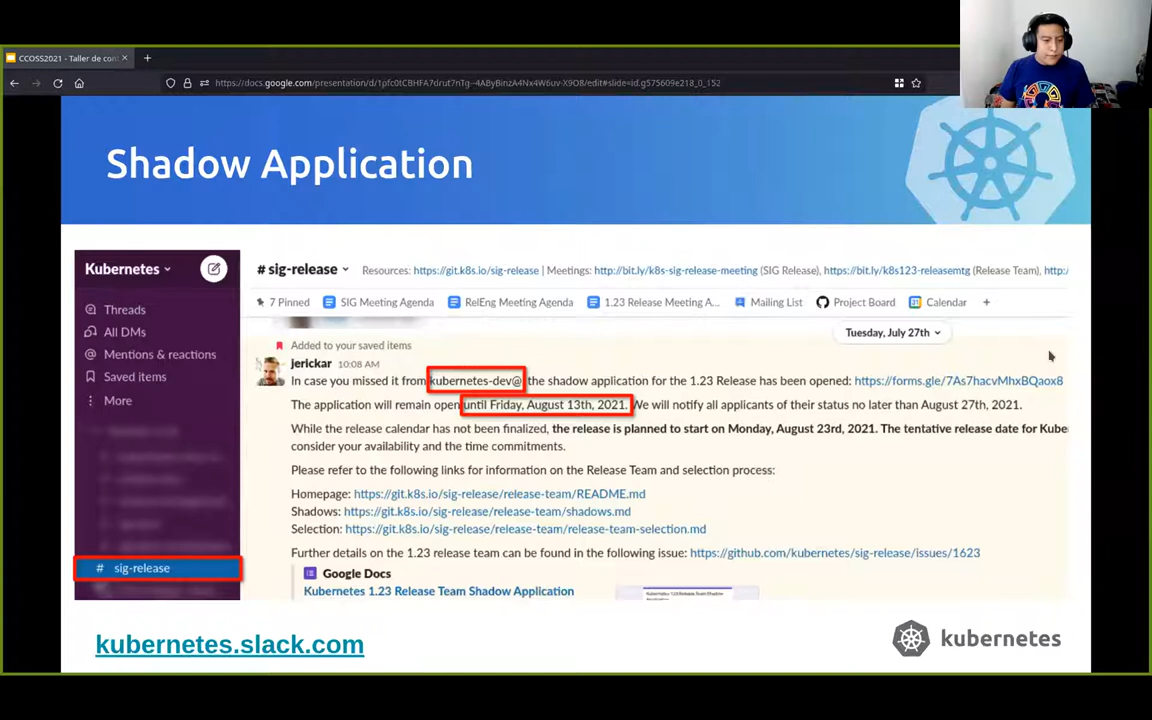 CCOSS2021 - Taller de con
https://docs.google.com/presentation/d/1pfc0tCBHFA7drut7nTg--4AByBinzA4Nx4W6uv-X9O8/edit#slide=id.g575609e218_0_152
Shadow Application
Kubernetes
Threads
All DMs
Mentions & reactions
Saved items
More
# sig-release
# sig-release
Resources: https://git.k8s.io/sig-release | Meetings: http://bit.ly/k8s-sig-release-meeting (SIG Release), https://bit.ly/k8s123-releasemtg (Release Team), http:/
7 Pinned SIG Meeting Agenda RelEng Meeting Agenda 1.23 Release Meeting A... Mailing List Project Board Calendar +
Tuesday, July 27th
Added to your saved items
jerickar 10:08 AM
In case you missed it from kubernetes-dev@ the shadow application for the 1.23 Release has been opened: https://forms.gle/7As7hacvMhxBQaox8
The application will remain open until Friday, August 13th, 2021. We will notify all applicants of their status no later than August 27th, 2021.
While the release calendar has not been finalized, the release is planned to start on Monday, August 23rd, 2021. The tentative release date for Kube
consider your availability and the time commitments.
Please refer to the following links for information on the Release Team and selection process:
Homepage: https://git.k8s.io/sig-release/release-team/README.md
Shadows: https://git.k8s.io/sig-release/release-team/shadows.md
Selection: https://git.k8s.io/sig-release/release-team/release-team-selection.md
Further details on the 1.23 release team can be found in the following issue: https://github.com/kubernetes/sig-release/issues/1623
Google Docs
Kubernetes 1.23 Release Team Shadow Application
Kubernetes 1.23 Release Team Shadow
kubernetes.slack.com
kubernetes